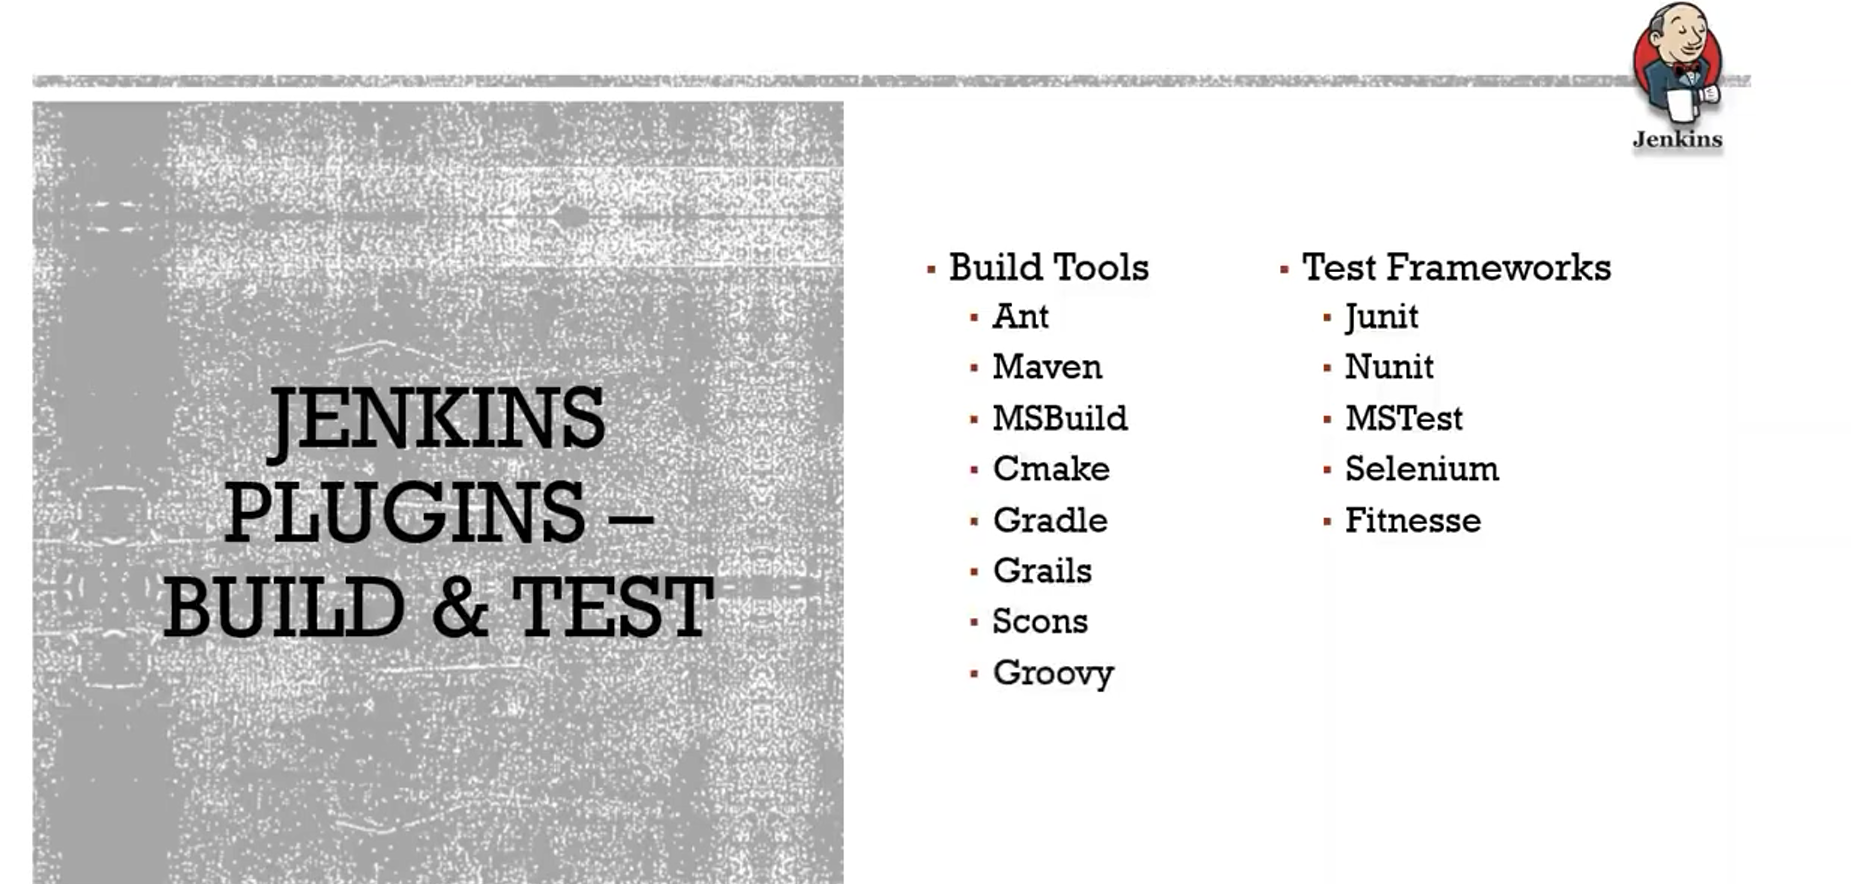 Jenkins
JENKINS
PLUGINS –
BUILD & TEST
▪ Build Tools
▪ Ant
▪ Maven
▪ MSBuild
▪ Cmake
▪ Gradle
▪ Grails
▪ Scons
▪ Groovy
▪ Test Frameworks
▪ Junit
▪ Nunit
▪ MSTest
▪ Selenium
▪ Fitnesse